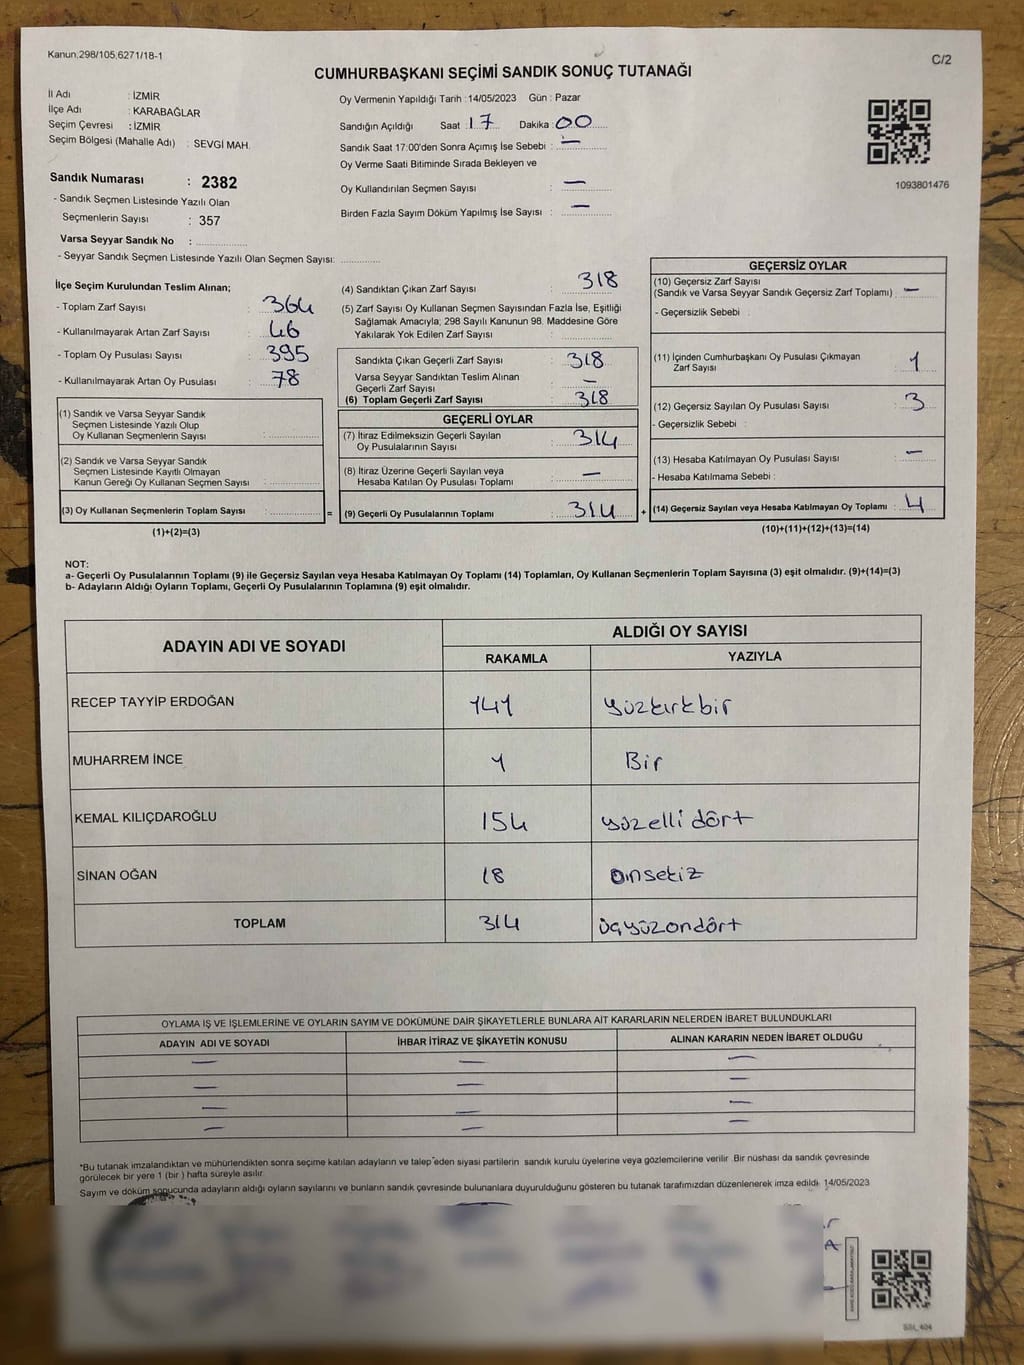 Kanun:298/105;6271/18-1
C/2
CUMHURBAŞKANI SEÇİMİ SANDIK SONUÇ TUTANAĞI
İl Adı : İZMİR
İlçe Adı : KARABAĞLAR
Seçim Çevresi : İZMİR
Seçim Bölgesi (Mahalle Adı) : SEVGİ MAH.
Sandık Numarası : 2382
- Sandık Seçmen Listesinde Yazılı Olan
Seçmenlerin Sayısı : 357
Varsa Seyyar Sandık No :
- Seyyar Sandık Seçmen Listesinde Yazılı Olan Seçmen Sayısı:
Oy Vermenin Yapıldığı Tarih :14/05/2023 Gün : Pazar
Sandığın Açıldığı Saat : 17 Dakika : 00
Sandık Saat 17:00'den Sonra Açımış İse Sebebi : —
Oy Verme Saati Bitiminde Sırada Bekleyen ve
Oy Kullandırılan Seçmen Sayısı : —
Birden Fazla Sayım Döküm Yapılmış İse Sayısı : —
1093801476
İlçe Seçim Kurulundan Teslim Alınan;
- Toplam Zarf Sayısı : 364
- Kullanılmayarak Artan Zarf Sayısı : 46
- Toplam Oy Pusulası Sayısı : 395
- Kullanılmayarak Artan Oy Pusulası : 78
(1) Sandık ve Varsa Seyyar Sandık
Seçmen Listesinde Yazılı Olup
Oy Kullanan Seçmenlerin Sayısı :
(2) Sandık ve Varsa Seyyar Sandık
Seçmen Listesinde Kayıtlı Olmayan
Kanun Gereği Oy Kullanan Seçmen Sayısı :
(3) Oy Kullanan Seçmenlerin Toplam Sayısı : =
(1)+(2)=(3)
(4) Sandıktan Çıkan Zarf Sayısı : 318
(5) Zarf Sayısı Oy Kullanan Seçmen Sayısından Fazla İse, Eşitliği
Sağlamak Amacıyla; 298 Sayılı Kanunun 98. Maddesine Göre
Yakılarak Yok Edilen Zarf Sayısı :
Sandıkta Çıkan Geçerli Zarf Sayısı : 318
Varsa Seyyar Sandıktan Teslim Alınan
Geçerli Zarf Sayısı : —
(6) Toplam Geçerli Zarf Sayısı : 318
GEÇERLİ OYLAR
(7) İtiraz Edilmeksizin Geçerli Sayılan
Oy Pusulalarının Sayısı : 314
(8) İtiraz Üzerine Geçerli Sayılan veya
Hesaba Katılan Oy Pusulası Toplamı : —
(9) Geçerli Oy Pusulalarının Toplamı : 314 +
GEÇERSİZ OYLAR
(10) Geçersiz Zarf Sayısı
(Sandık ve Varsa Seyyar Sandık Geçersiz Zarf Toplamı) : —
- Geçersizlik Sebebi :
(11) İçinden Cumhurbaşkanı Oy Pusulası Çıkmayan
Zarf Sayısı : 1
(12) Geçersiz Sayılan Oy Pusulası Sayısı : 3
- Geçersizlik Sebebi :
(13) Hesaba Katılmayan Oy Pusulası Sayısı : —
- Hesaba Katılmama Sebebi :
(14) Geçersiz Sayılan veya Hesaba Katılmayan Oy Toplamı : 4
(10)+(11)+(12)+(13)=(14)
NOT:
a- Geçerli Oy Pusulalarının Toplamı (9) ile Geçersiz Sayılan veya Hesaba Katılmayan Oy Toplamı (14) Toplamları, Oy Kullanan Seçmenlerin Toplam Sayısına (3) eşit olmalıdır. (9)+(14)=(3)
b- Adayların Aldığı Oyların Toplamı, Geçerli Oy Pusulalarının Toplamına (9) eşit olmalıdır.
ADAYIN ADI VE SOYADI ALDIĞI OY SAYISI
RAKAMLA YAZIYLA
RECEP TAYYİP ERDOĞAN 141 yüzkırkbir
MUHARREM İNCE 1 Bir
KEMAL KILIÇDAROĞLU 154 yüzelli dört
SİNAN OĞAN 18 onsekiz
TOPLAM 314 üçyüzondört
OYLAMA İŞ VE İŞLEMLERİNE VE OYLARIN SAYIM VE DÖKÜMÜNE DAİR ŞİKAYETLERLE BUNLARA AİT KARARLARIN NELERDEN İBARET BULUNDUKLARI
ADAYIN ADI VE SOYADI İHBAR İTİRAZ VE ŞİKAYETİN KONUSU ALINAN KARARIN NEDEN İBARET OLDUĞU
— — —
— — —
— — —
— — —
*Bu tutanak imzalandıktan ve mühürlendikten sonra seçime katılan adayların ve talep eden siyasi partilerin sandık kurulu üyelerine veya gözlemcilerine verilir. Bir nüshası da sandık çevresinde
görülecek bir yere 1 (bir) hafta süreyle asılır.
Sayım ve döküm sonucunda adayların aldığı oyların sayılarını ve bunların sandık çevresinde bulunanlara duyurulduğunu gösteren bu tutanak tarafımızdan düzenlenerek imza edildi. 14/05/2023